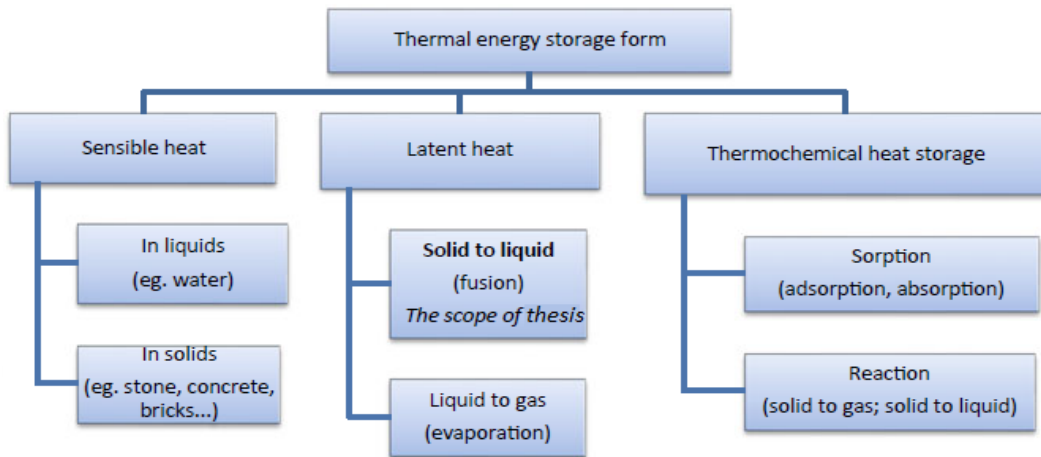 Thermal energy storage form
Sensible heat
Latent heat
Thermochemical heat storage
In liquids
(eg. water)
In solids
(eg. stone, concrete,
bricks...)
Solid to liquid
(fusion)
The scope of thesis
Liquid to gas
(evaporation)
Sorption
(adsorption, absorption)
Reaction
(solid to gas; solid to liquid)